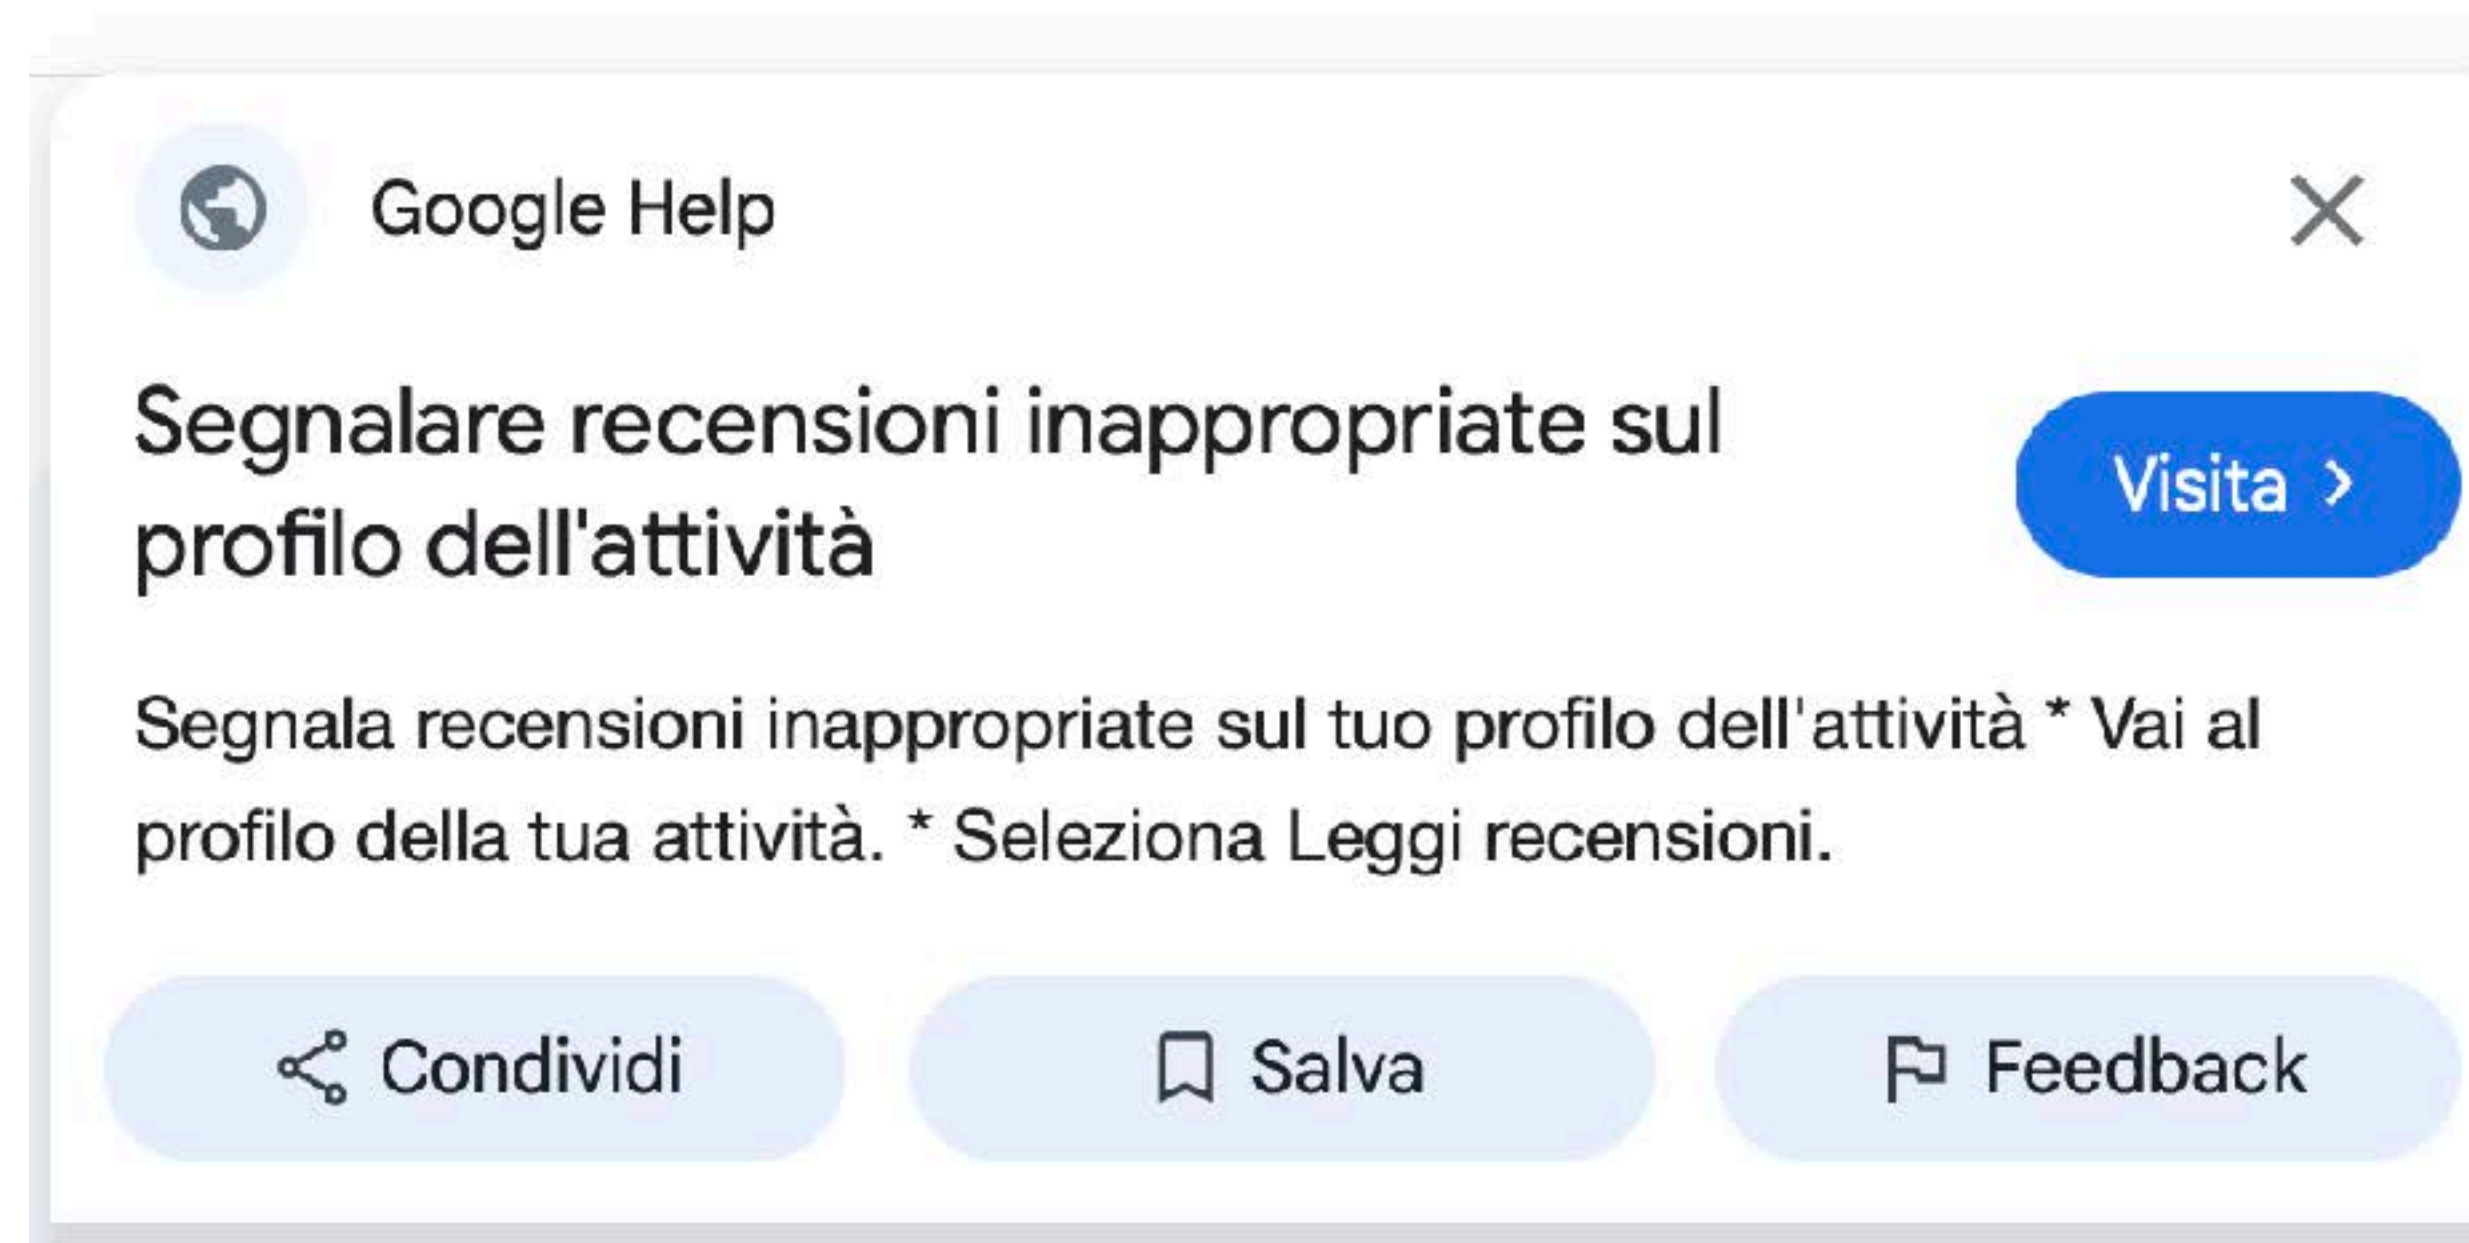 Google Help
Segnalare recensioni inappropriate sul
profilo dell'attività
Visita
Segnala recensioni inappropriate sul tuo profilo dell'attività * Vai al
profilo della tua attività. * Seleziona Leggi recensioni.
Condividi
Salva
Feedback